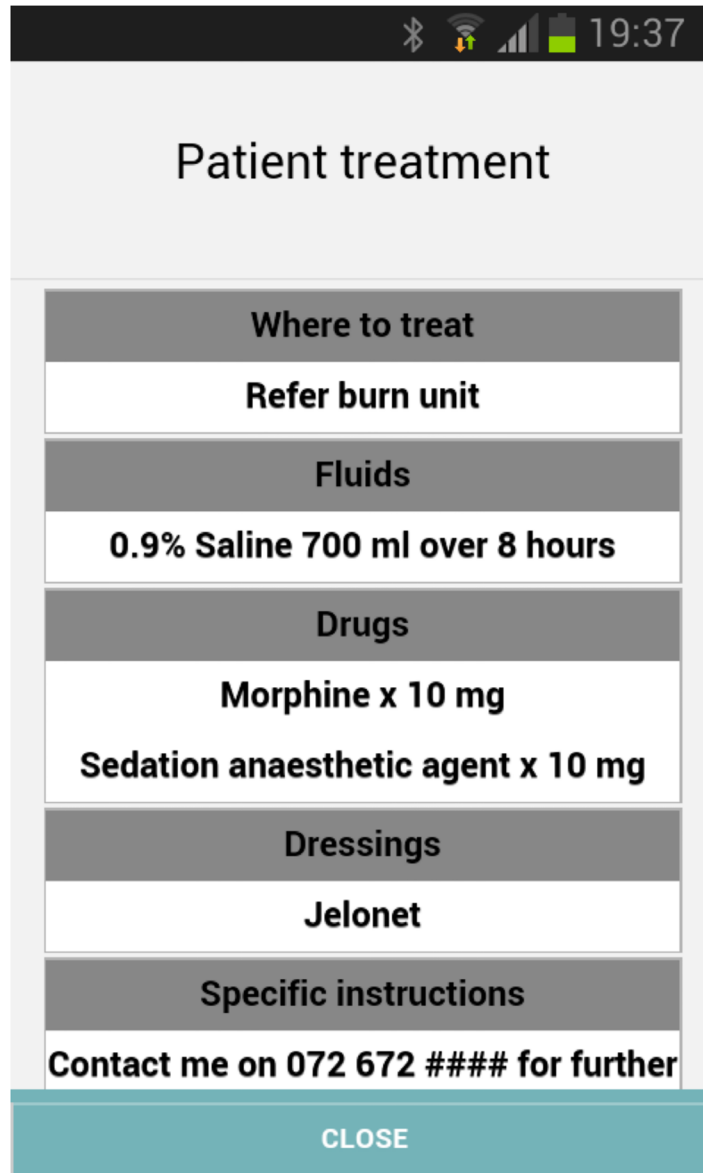 19:37
Patient treatment
Where to treat
Refer burn unit
Fluids
0.9% Saline 700 ml over 8 hours
Drugs
Morphine x 10 mg
Sedation anaesthetic agent x 10 mg
Dressings
Jelonet
Specific instructions
Contact me on 072 672 #### for further
CLOSE